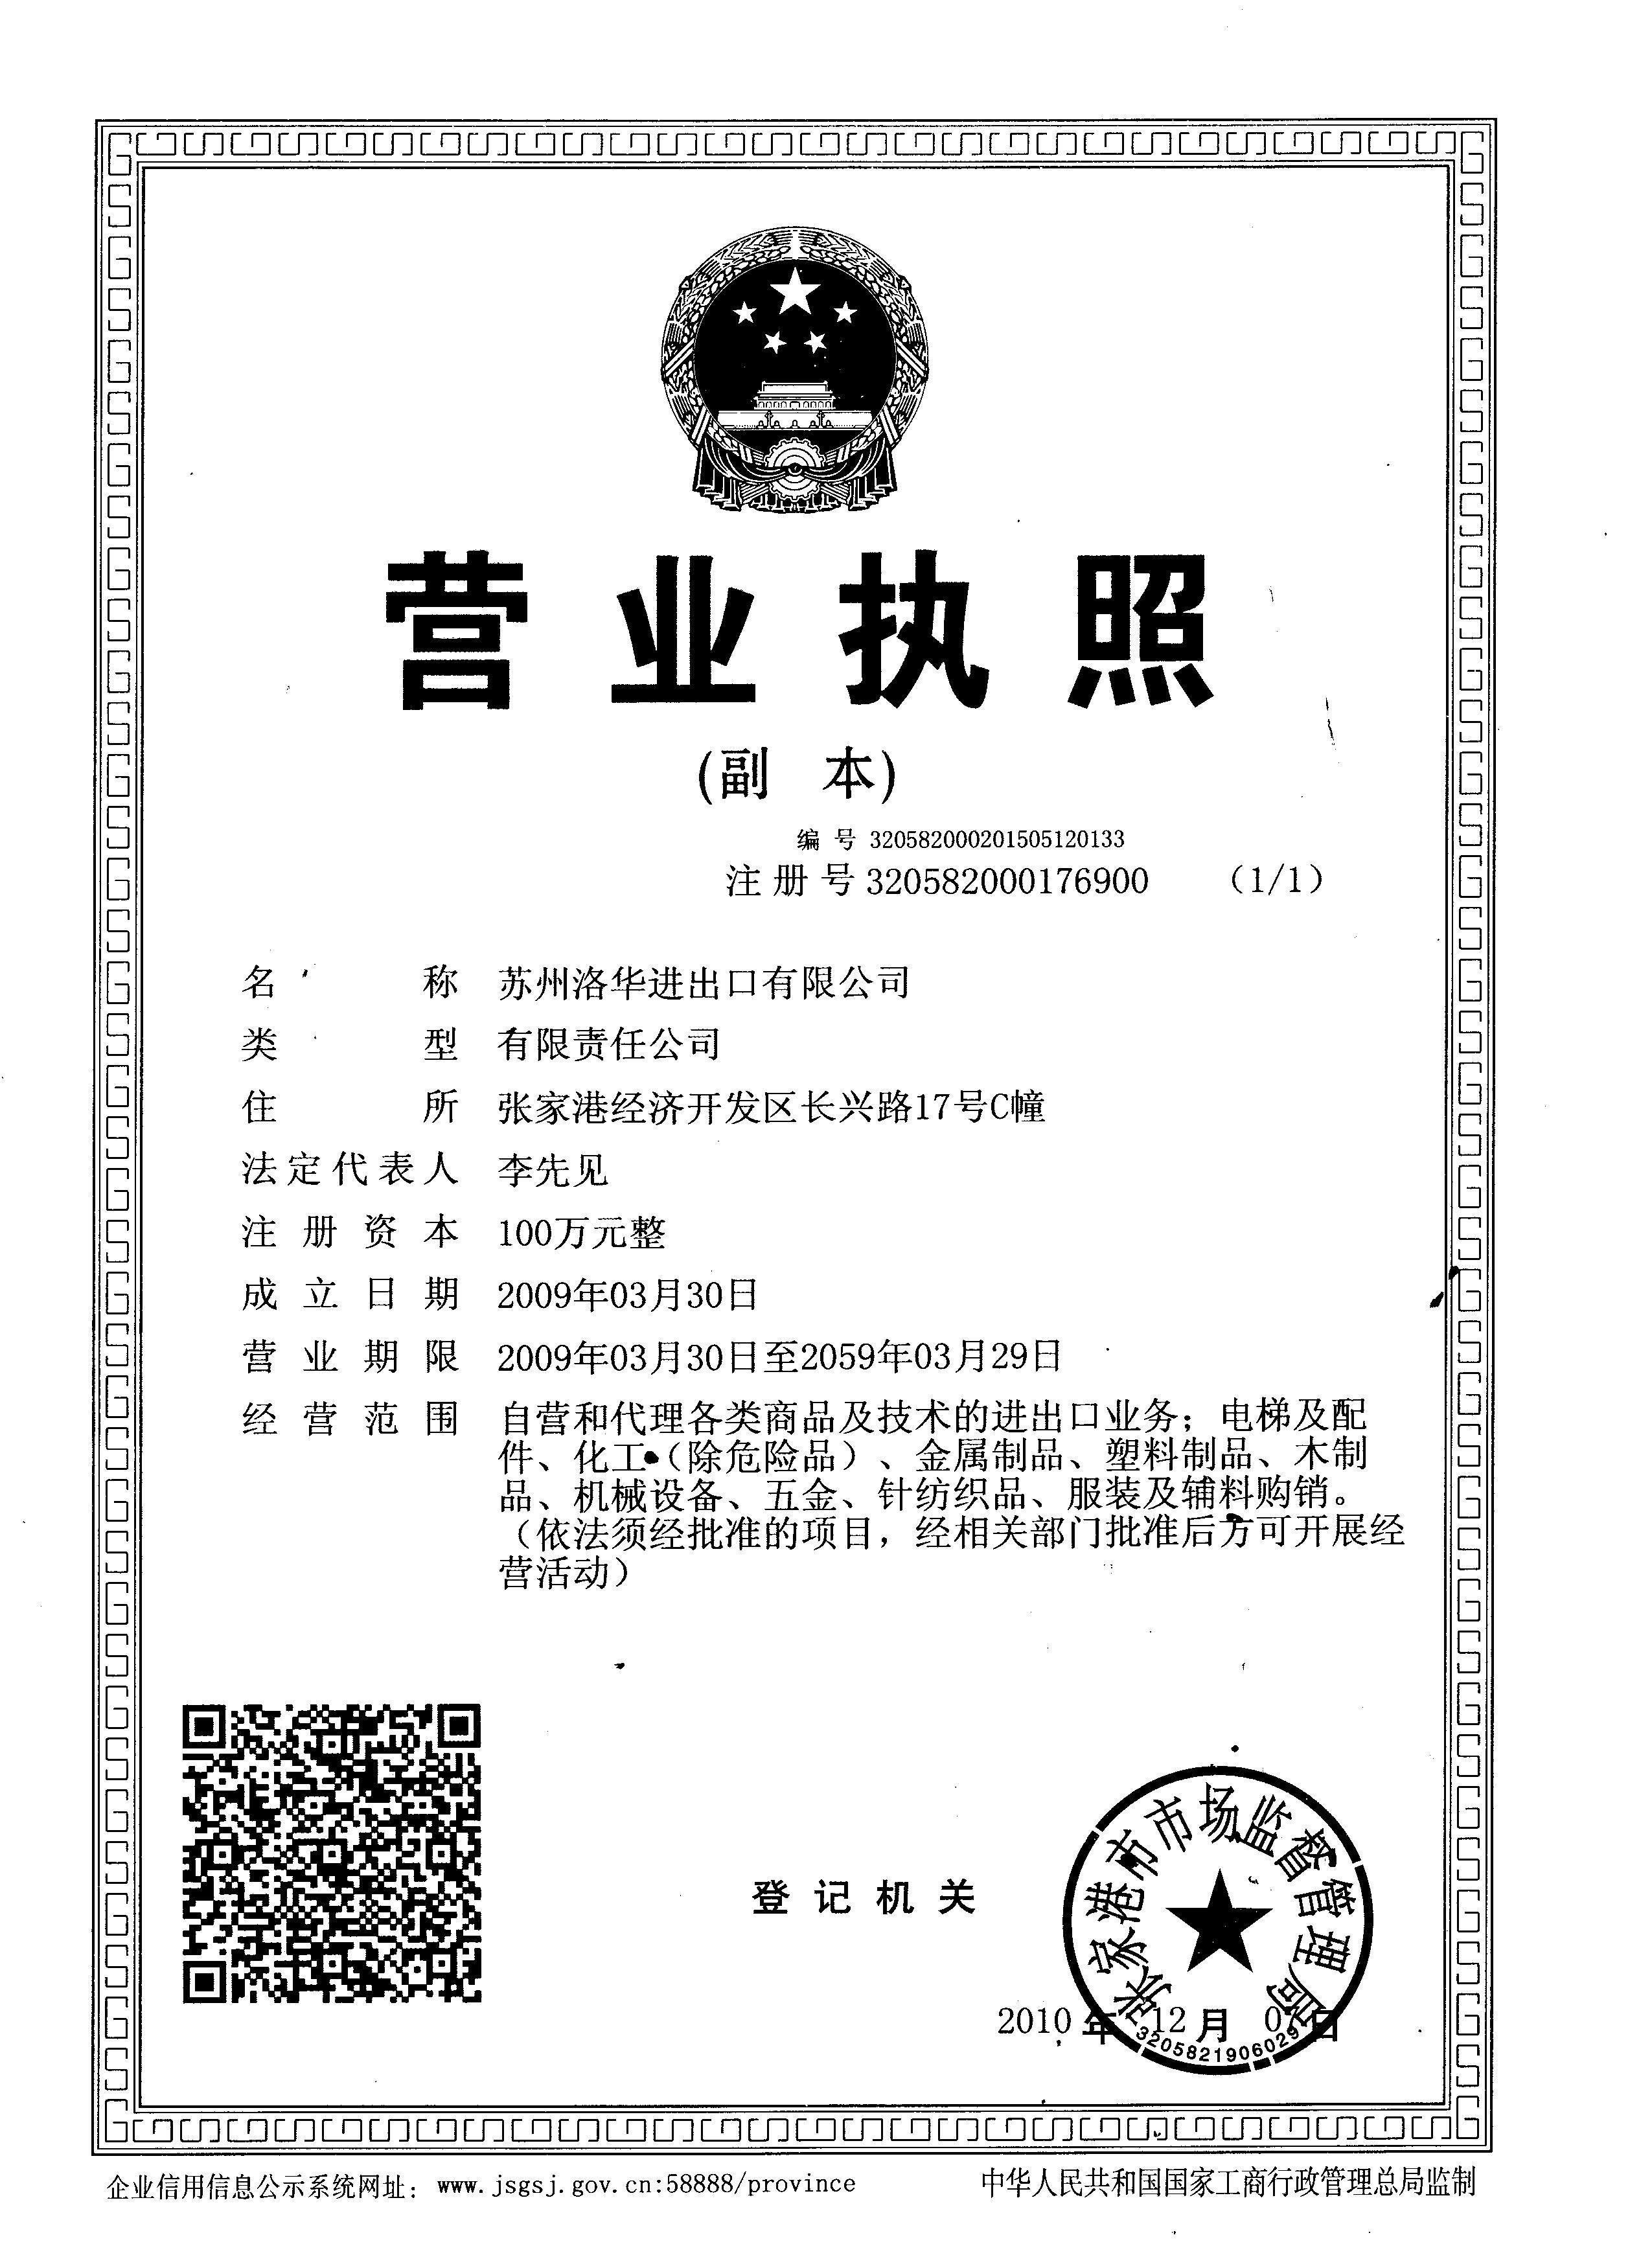 营业执照
(副 本)
编 号 320582000201505120133
注 册 号 320582000176900 （1/1）
名 称 苏州洛华进出口有限公司
类 型 有限责任公司
住 所 张家港经济开发区长兴路17号C幢
法定代表人 李先见
注 册 资 本 100万元整
成 立 日 期 2009年03月30日
营 业 期 限 2009年03月30日至2059年03月29日
经 营 范 围 自营和代理各类商品及技术的进出口业务；电梯及配
件、化工（除危险品）、金属制品、塑料制品、木制
品、机械设备、五金、针纺织品、服装及辅料购销。
（依法须经批准的项目，经相关部门批准后方可开展经
营活动）
张家港市市场监督管理局
登 记 机 关
2010 年 12 月 日
3205821906029
企业信用信息公示系统网址：www.jsgsj.gov.cn:58888/province
中华人民共和国国家工商行政管理总局监制